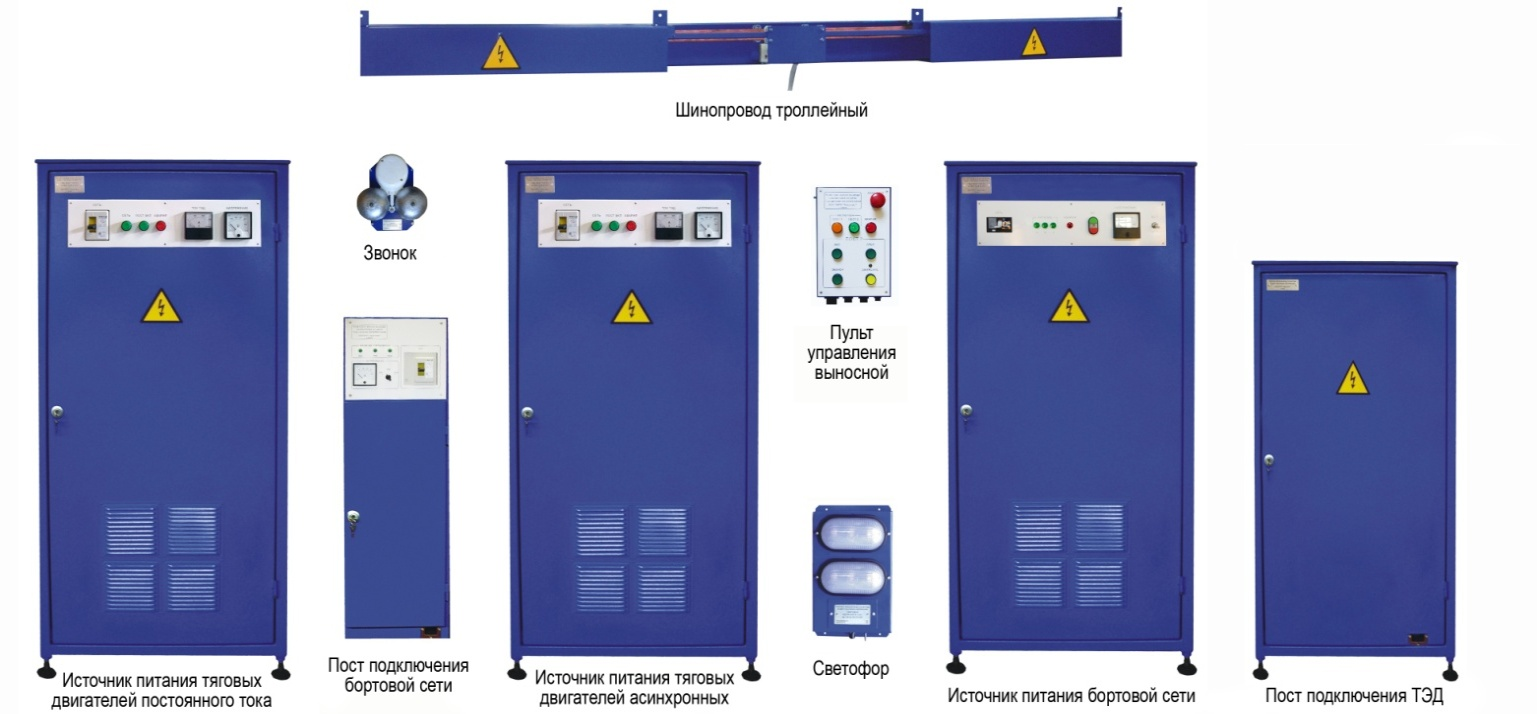 Шинопровод троллейный
Звонок
Пульт
управления
выносной
Пост подключения
бортовой сети
Светофор
Источник питания тяговых
двигателей постоянного тока
Источник питания тяговых
двигателей асинхронных
Источник питания бортовой сети
Пост подключения ТЭД